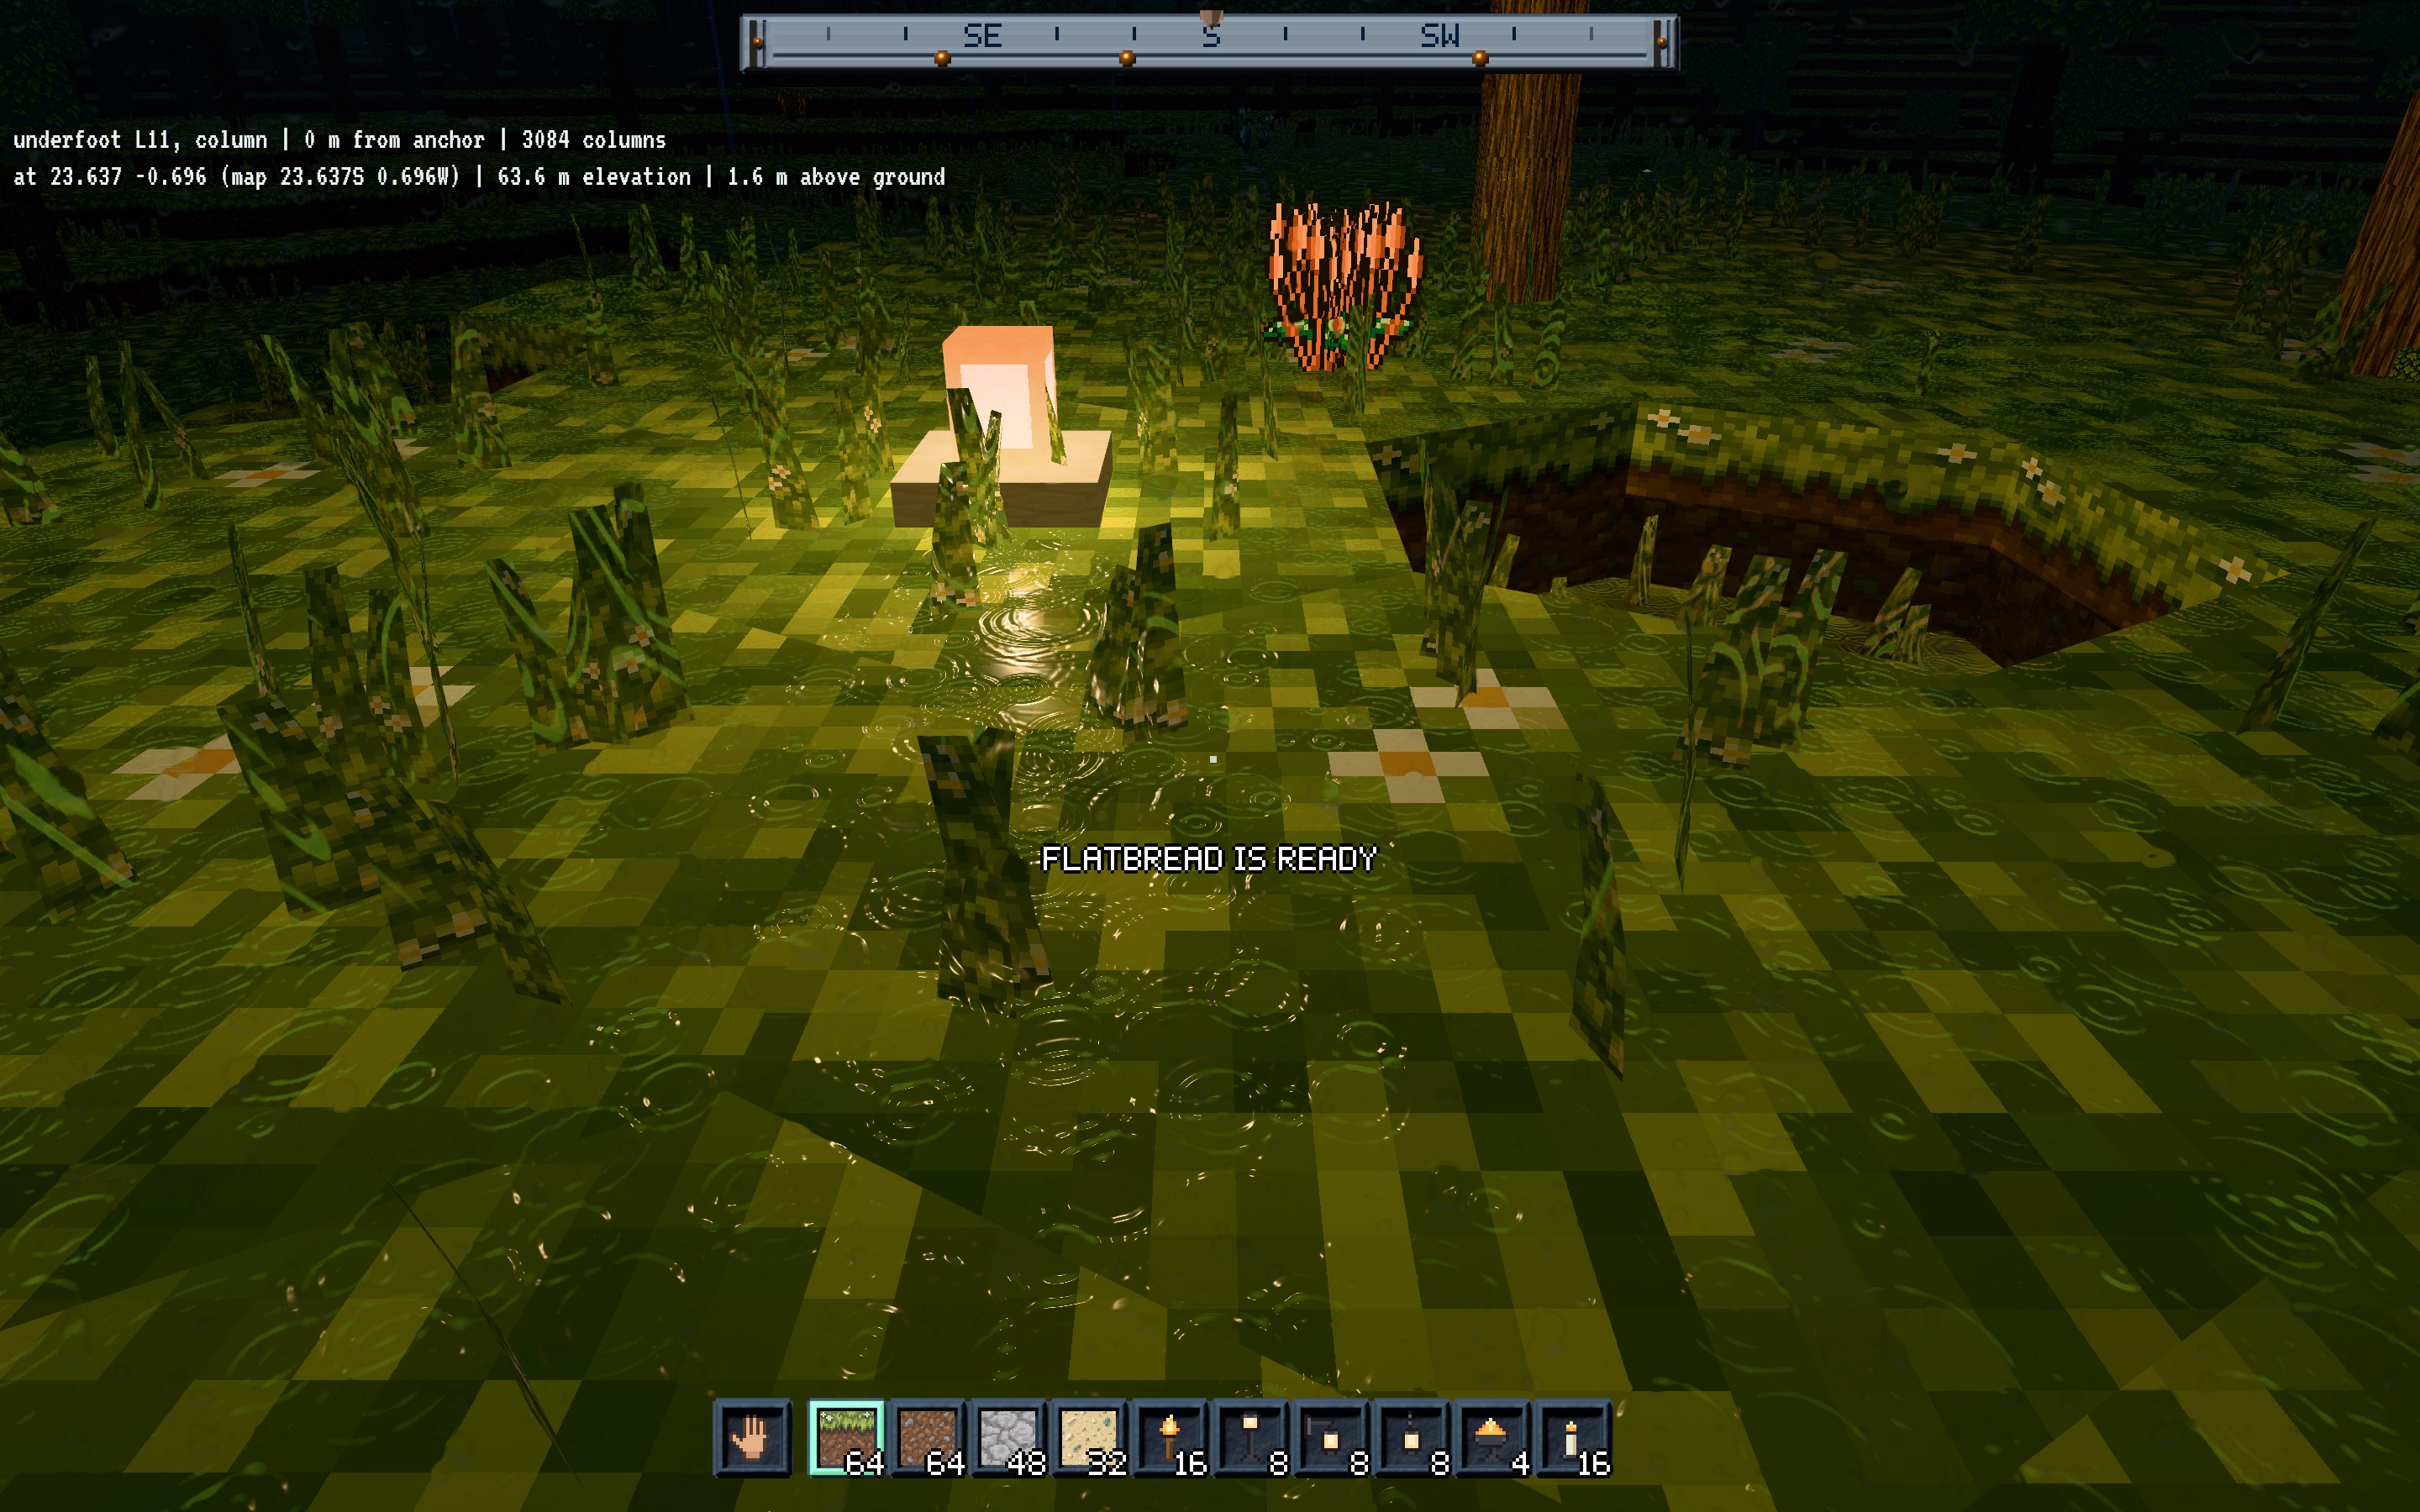 SE S SW
underfoot L11, column | 0 m from anchor | 3084 columns
at 23.637 -0.696 (map 23.637S 0.696W) | 63.6 m elevation | 1.6 m above ground
FLATBREAD IS READY
64 64 48 32 16 8 8 8 4 16